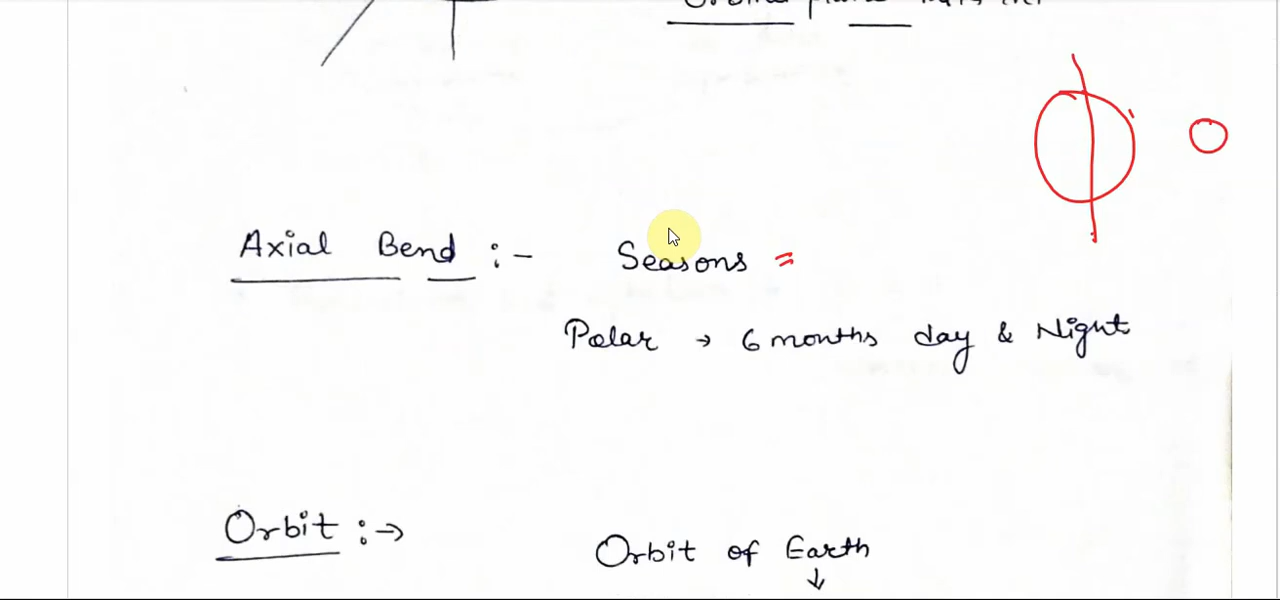 Axial Bend :- Seasons =
Polar → 6 months day & Night
Orbit :→
Orbit of Earth
↓